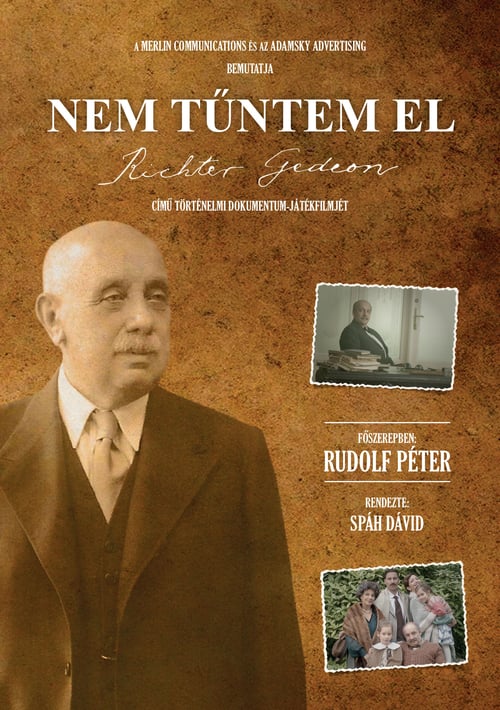 A MERLIN COMMUNICATIONS ÉS AZ ADAMSKY ADVERTISING
BEMUTATJA
NEM TŰNTEM EL
Richter Gedeon
CÍMŰ TÖRTÉNELMI DOKUMENTUM-JÁTÉKFILMJÉT
FŐSZEREPBEN:
RUDOLF PÉTER
RENDEZTE:
SPÁH DÁVID